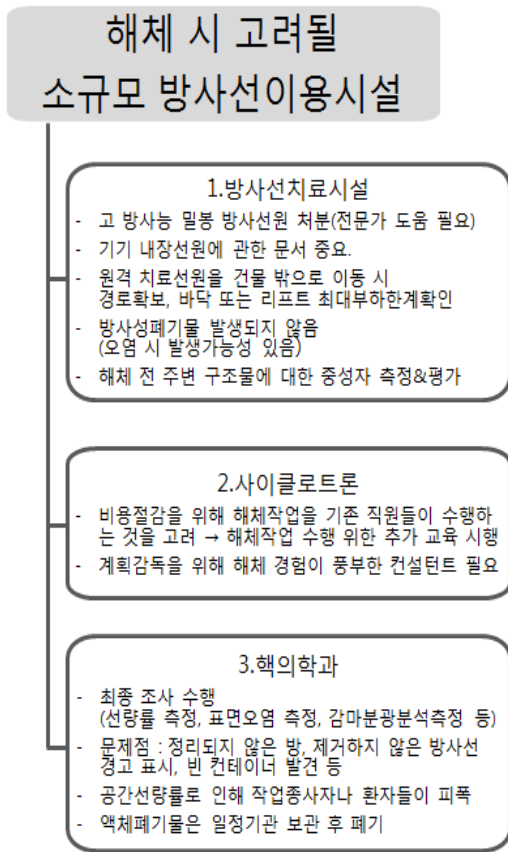 해체 시 고려될
소규모 방사선이용시설
1.방사선치료시설
- 고 방사능 밀봉 방사선원 처분(전문가 도움 필요)
- 기기 내장선원에 관한 문서 중요.
- 원격 치료선원을 건물 밖으로 이동 시
경로확보, 바닥 또는 리프트 최대부하한계확인
- 방사성폐기물 발생되지 않음
(오염 시 발생가능성 있음)
- 해체 전 주변 구조물에 대한 중성자 측정&평가
2.사이클로트론
- 비용절감을 위해 해체작업을 기존 직원들이 수행하
는 것을 고려 → 해체작업 수행 위한 추가 교육 시행
- 계획감독을 위해 해체 경험이 풍부한 컨설턴트 필요
3.핵의학과
- 최종 조사 수행
(선량률 측정, 표면오염 측정, 감마분광분석측정 등)
- 문제점 : 정리되지 않은 방, 제거하지 않은 방사선
경고 표시, 빈 컨테이너 발견 등
- 공간선량률로 인해 작업종사자나 환자들이 피폭
- 액체폐기물은 일정기관 보관 후 폐기